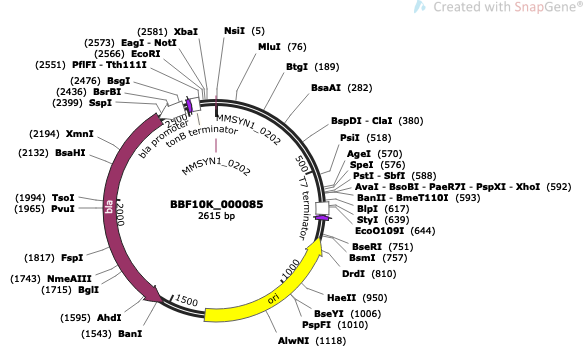 Created with SnapGene®
(2581) XbaI
(2573) EagI - NotI
(2566) EcoRI
(2551) PflFI - Tth111I
(2476) BsgI
(2436) BsrBI
(2399) SspI
(2194) XmnI
(2132) BsaHI
(1994) TsoI
(1965) PvuI
(1817) FspI
(1743) NmeAIII
(1715) BglI
(1595) AhdI
(1543) BanI
NsiI (5)
MluI (76)
BtgI (189)
BsaAI (282)
BspDI - ClaI (380)
PsiI (518)
AgeI (570)
SpeI (576)
PstI - SbfI (588)
AvaI - BsoBI - PaeR7I - PspXI - XhoI (592)
BanII - BmeT110I (593)
BlpI (617)
StyI (639)
EcoO109I (644)
BseRI (751)
BsmI (757)
DrdI (810)
HaeII (950)
BseYI (1006)
PspFI (1010)
AlwNI (1118)
MMSYN1_0202
tonB terminator
bla promoter
MMSYN1_0202
T7 terminator
bla
ori
500
1000
1500
2000
2500
BBF10K_000085
2615 bp